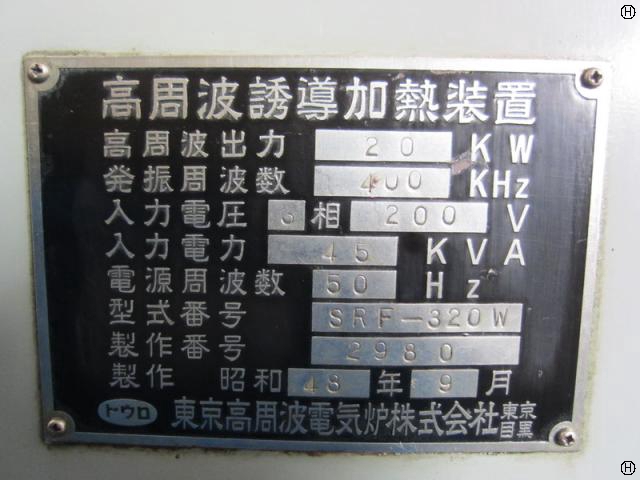 高周波誘導加熱装置
高周波出力 20 KW
発振周波数 400 KHz
入力電圧 3相 200 V
入力電力 45 KVA
電源周波数 50 Hz
型式番号 SRF-320W
製作番号 2980
製作 昭和 48 年 9 月
トウロ 東京高周波電気炉株式会社 東京目黒
H
H